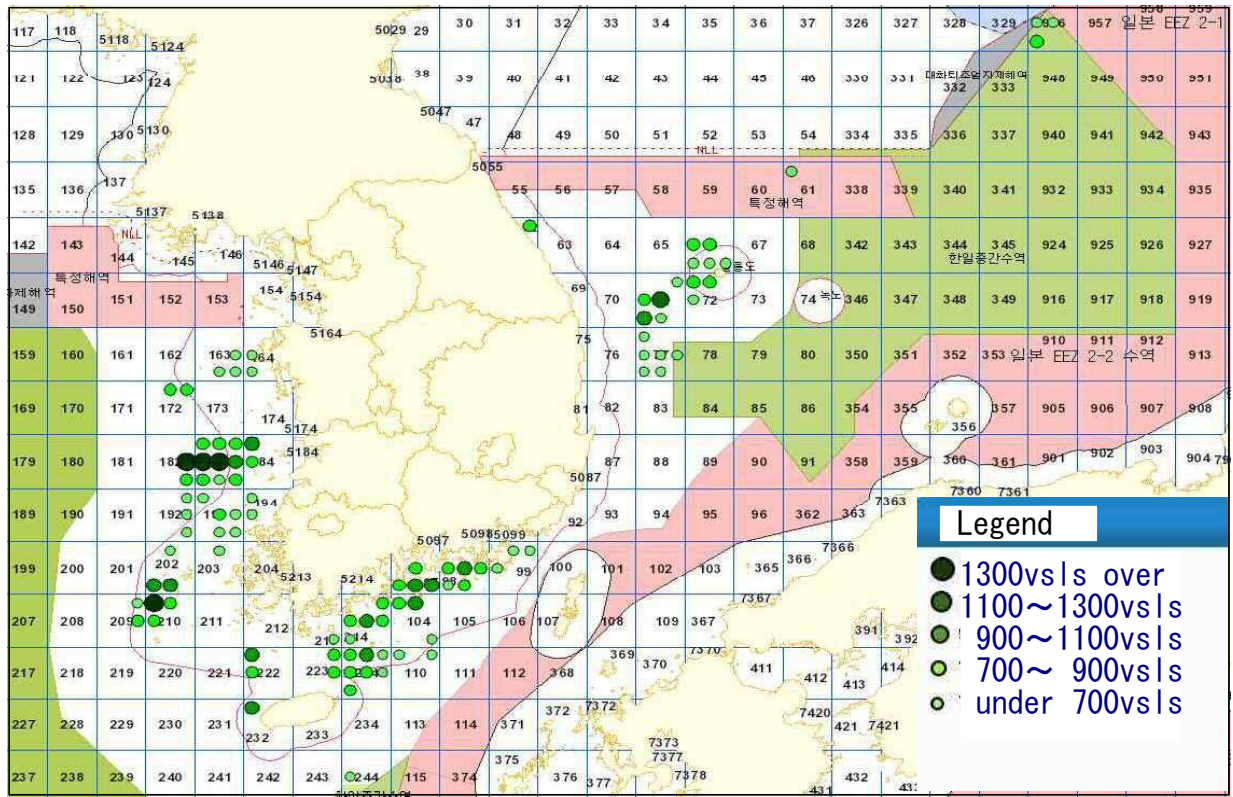 30 31 32 33 34 35 36 37 326 327 328 329 957 일본 EEZ 2-1
117 118 5118 5124 5029 29
121 122 123 124 5038 38 39 40 41 42 43 44 45 46 330 331 332 333 948 949 950 951
128 129 130 5130 5047 47 48 49 50 51 52 53 54 334 335 336 337 940 941 942 943
NLL
135 136 137 5055 55 56 57 58 59 60 61 338 339 340 341 932 933 934 935
특정해역
5137 5138
142 143 NLL 144 145 146 5146 5147 63 64 65 67 68 342 343 344 345 924 925 926 927
한일중간수역
특정해역
149 150 151 152 153 154 5154 69 70 72 73 74 346 347 348 349 916 917 918 919
5164 75
159 160 161 162 163 164 76 77 78 79 80 350 351 352 353 910 911 912 913
일본 EEZ 2-2 수역
169 170 171 172 173 174 5174 81 82 83 84 85 86 354 355 356 357 905 906 907 908
179 180 181 5184 5087 87 88 89 90 91 358 359 360 361 901 902 903 904
189 190 191 192 194 92 93 94 95 96 362 363 7363 7360 7361
199 200 201 202 203 204 5213 5214 5097 5098 5099 99 100 101 102 103 365 366 7366
7367
207 208 209 210 211 212 104 105 106 107 108 109 367 391 392
217 218 219 220 221 222 223 110 111 112 368 369 370 7370 411 412 413 414
227 228 229 230 231 232 233 234 113 114 371 372 7372 7373 7420 421 7421
237 238 239 240 241 242 243 244 115 374 375 376 377 7377 7378 431 432
Legend
1300vsls over
1100～1300vsls
900～1100vsls
700～ 900vsls
under 700vsls